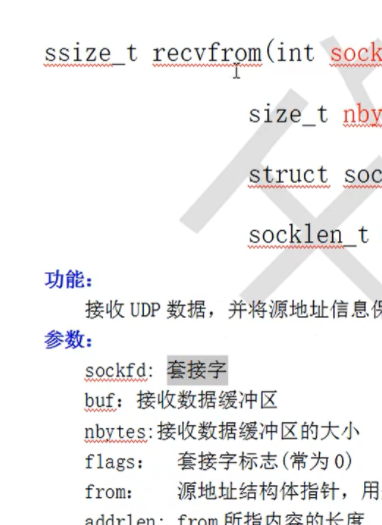 ssize_t recvfrom(int sock
size_t nby
struct soc
socklen_t
功能：
接收 UDP 数据，并将源地址信息保
参数：
sockfd: 套接字
buf: 接收数据缓冲区
nbytes:接收数据缓冲区的大小
flags: 套接字标志(常为 0)
from: 源地址结构体指针，用
addrlen: from 所指内容的长度